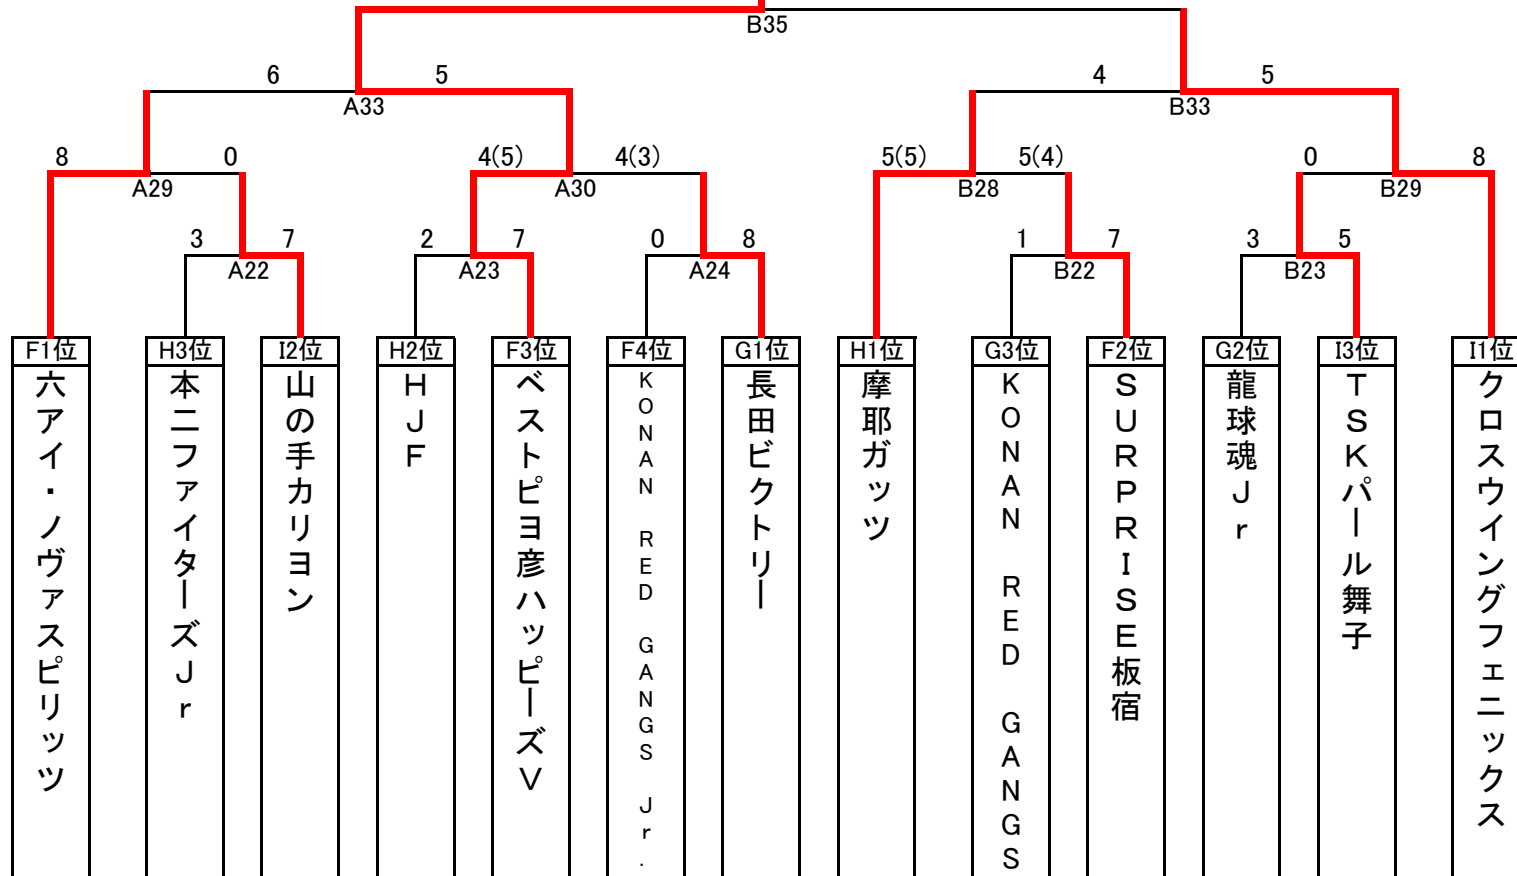 B35
6 5 4 5
A33 B33
8 0 4(5) 4(3) 5(5) 5(4) 0 8
A29 A30 B28 B29
3 7 2 7 0 8 1 7 3 5
A22 A23 A24 B22 B23
F1位 H3位 I2位 H2位 F3位 F4位 G1位 H1位 G3位 F2位 G2位 I3位 I1位
六アイ・ノヴァスピリッツ
本二ファイターズJr
山の手カリヨン
HJF
ベストピヨ彦ハッピーズV
KONAN RED GANGS Jr.
長田ビクトリー
摩耶ガッツ
KONAN RED GANGS
SURPRISE板宿
龍球魂Jr
TSKパール舞子
クロスウイングフェニックス